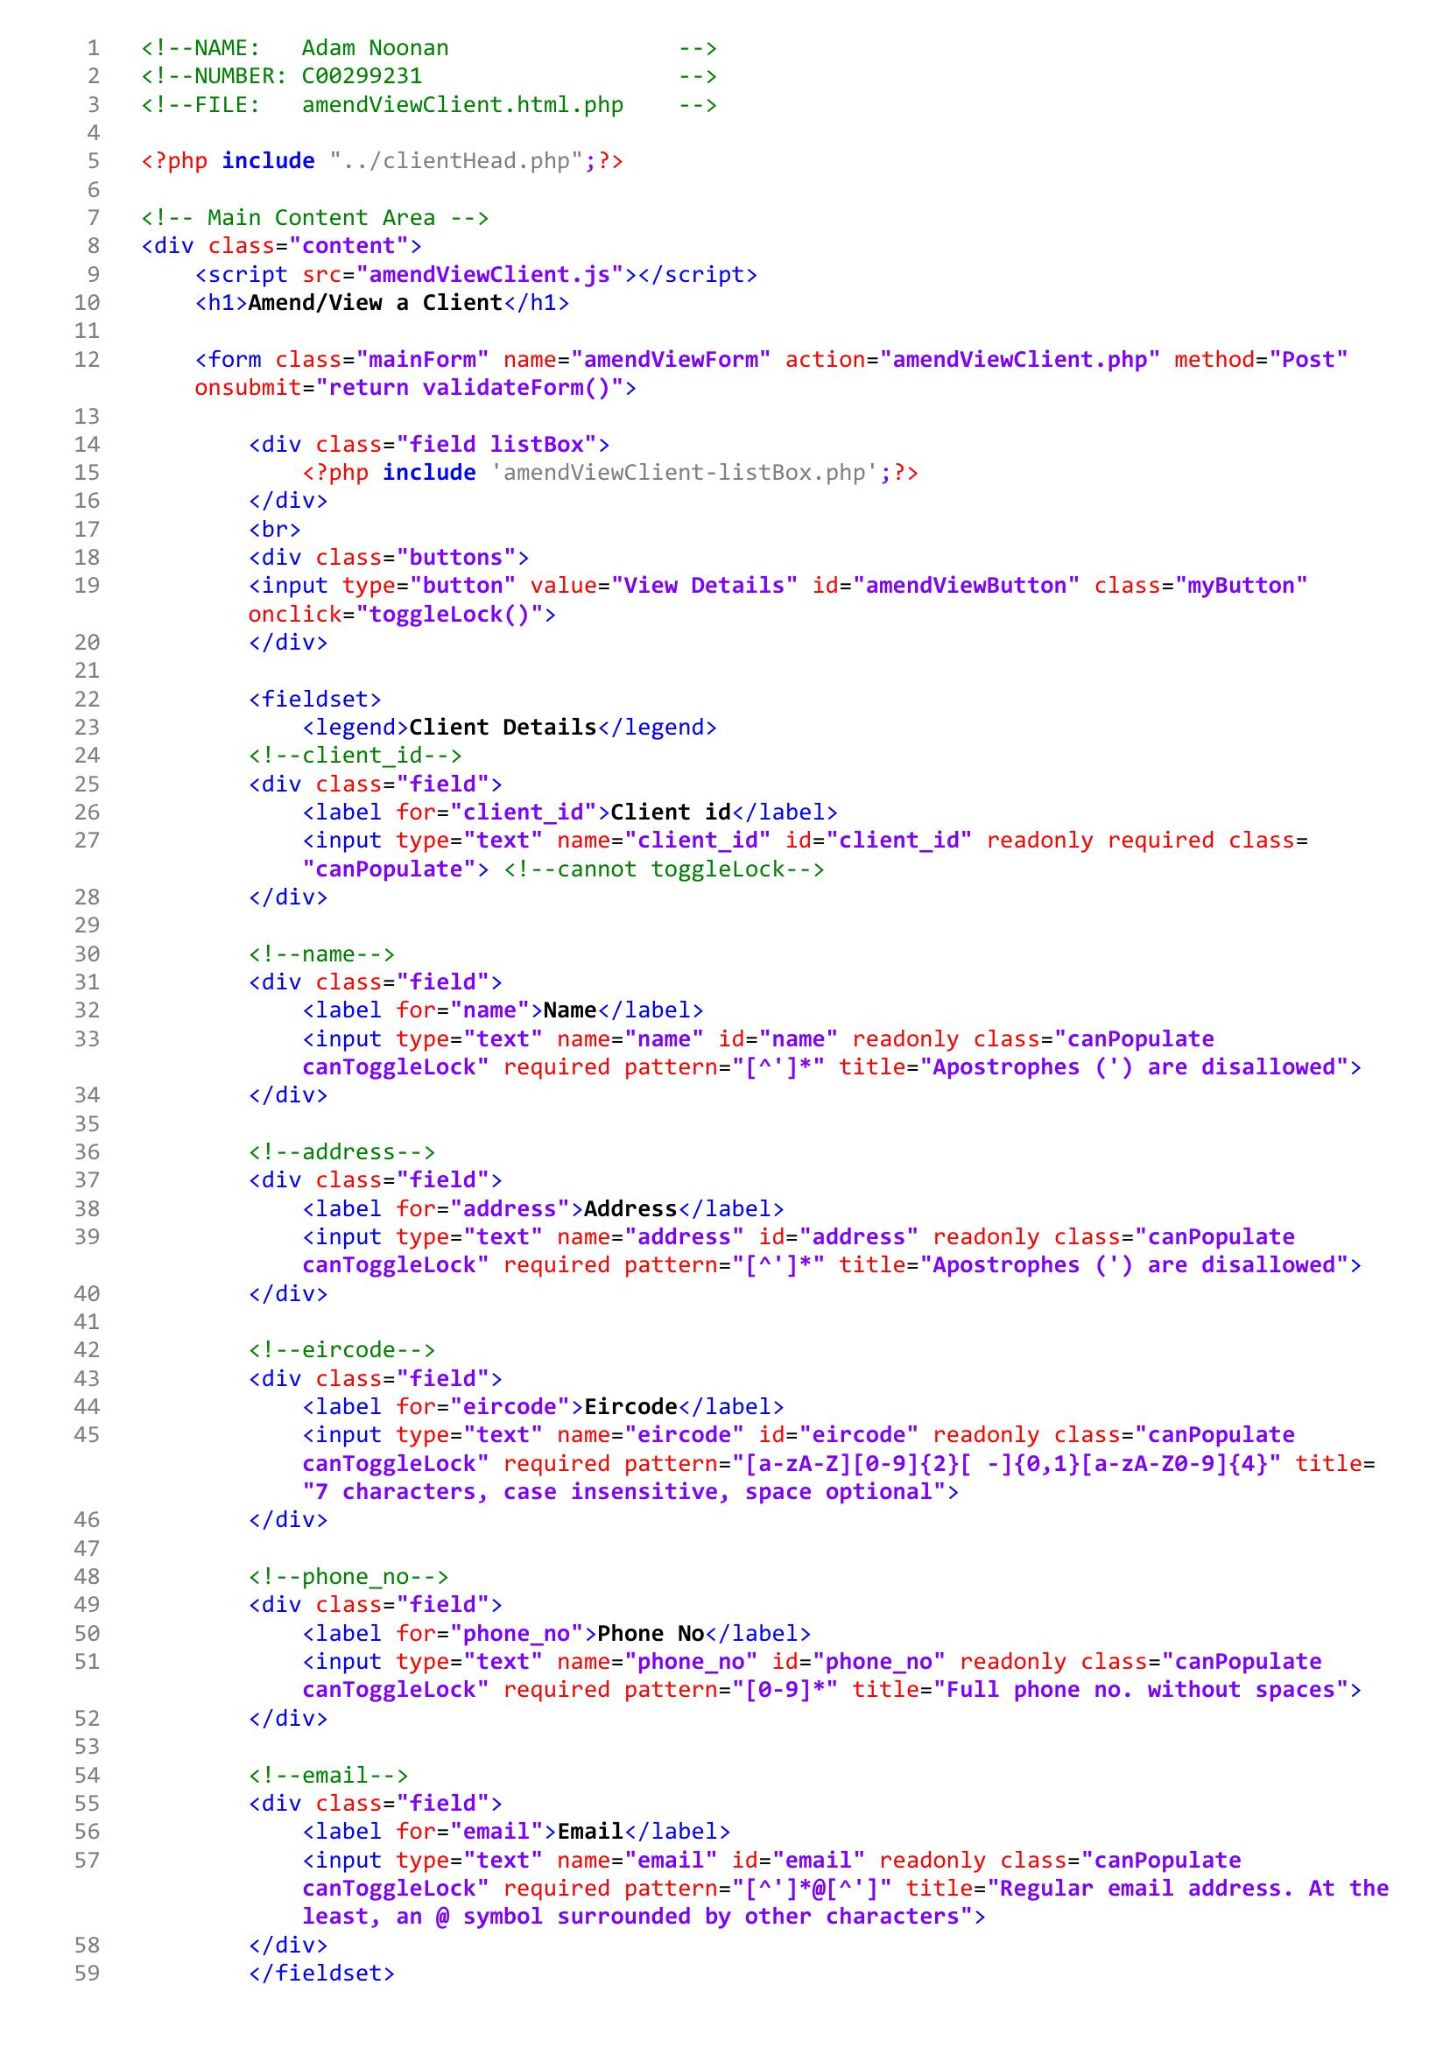 1 <!--NAME:   Adam Noonan                 -->
2 <!--NUMBER: C00299231                   -->
3 <!--FILE:   amendViewClient.html.php    -->
4
5 <?php include "../clientHead.php";?>
6
7 <!-- Main Content Area -->
8 <div class="content">
9     <script src="amendViewClient.js"></script>
10     <h1>Amend/View a Client</h1>
11
12     <form class="mainForm" name="amendViewForm" action="amendViewClient.php" method="Post"
    onsubmit="return validateForm()">
13
14         <div class="field listBox">
15             <?php include 'amendViewClient-listBox.php';?>
16         </div>
17         <br>
18         <div class="buttons">
19         <input type="button" value="View Details" id="amendViewButton" class="myButton"
        onclick="toggleLock()">
20         </div>
21
22         <fieldset>
23             <legend>Client Details</legend>
24         <!--client_id-->
25         <div class="field">
26             <label for="client_id">Client id</label>
27             <input type="text" name="client_id" id="client_id" readonly required class=
            "canPopulate"> <!--cannot toggleLock-->
28         </div>
29
30         <!--name-->
31         <div class="field">
32             <label for="name">Name</label>
33             <input type="text" name="name" id="name" readonly class="canPopulate
            canToggleLock" required pattern="[^']*" title="Apostrophes (') are disallowed">
34         </div>
35
36         <!--address-->
37         <div class="field">
38             <label for="address">Address</label>
39             <input type="text" name="address" id="address" readonly class="canPopulate
            canToggleLock" required pattern="[^']*" title="Apostrophes (') are disallowed">
40         </div>
41
42         <!--eircode-->
43         <div class="field">
44             <label for="eircode">Eircode</label>
45             <input type="text" name="eircode" id="eircode" readonly class="canPopulate
            canToggleLock" required pattern="[a-zA-Z][0-9]{2}[ -]{0,1}[a-zA-Z0-9]{4}" title=
            "7 characters, case insensitive, space optional">
46         </div>
47
48         <!--phone_no-->
49         <div class="field">
50             <label for="phone_no">Phone No</label>
51             <input type="text" name="phone_no" id="phone_no" readonly class="canPopulate
            canToggleLock" required pattern="[0-9]*" title="Full phone no. without spaces">
52         </div>
53
54         <!--email-->
55         <div class="field">
56             <label for="email">Email</label>
57             <input type="text" name="email" id="email" readonly class="canPopulate
            canToggleLock" required pattern="[^']*@[^']" title="Regular email address. At the
            least, an @ symbol surrounded by other characters">
58         </div>
59         </fieldset>